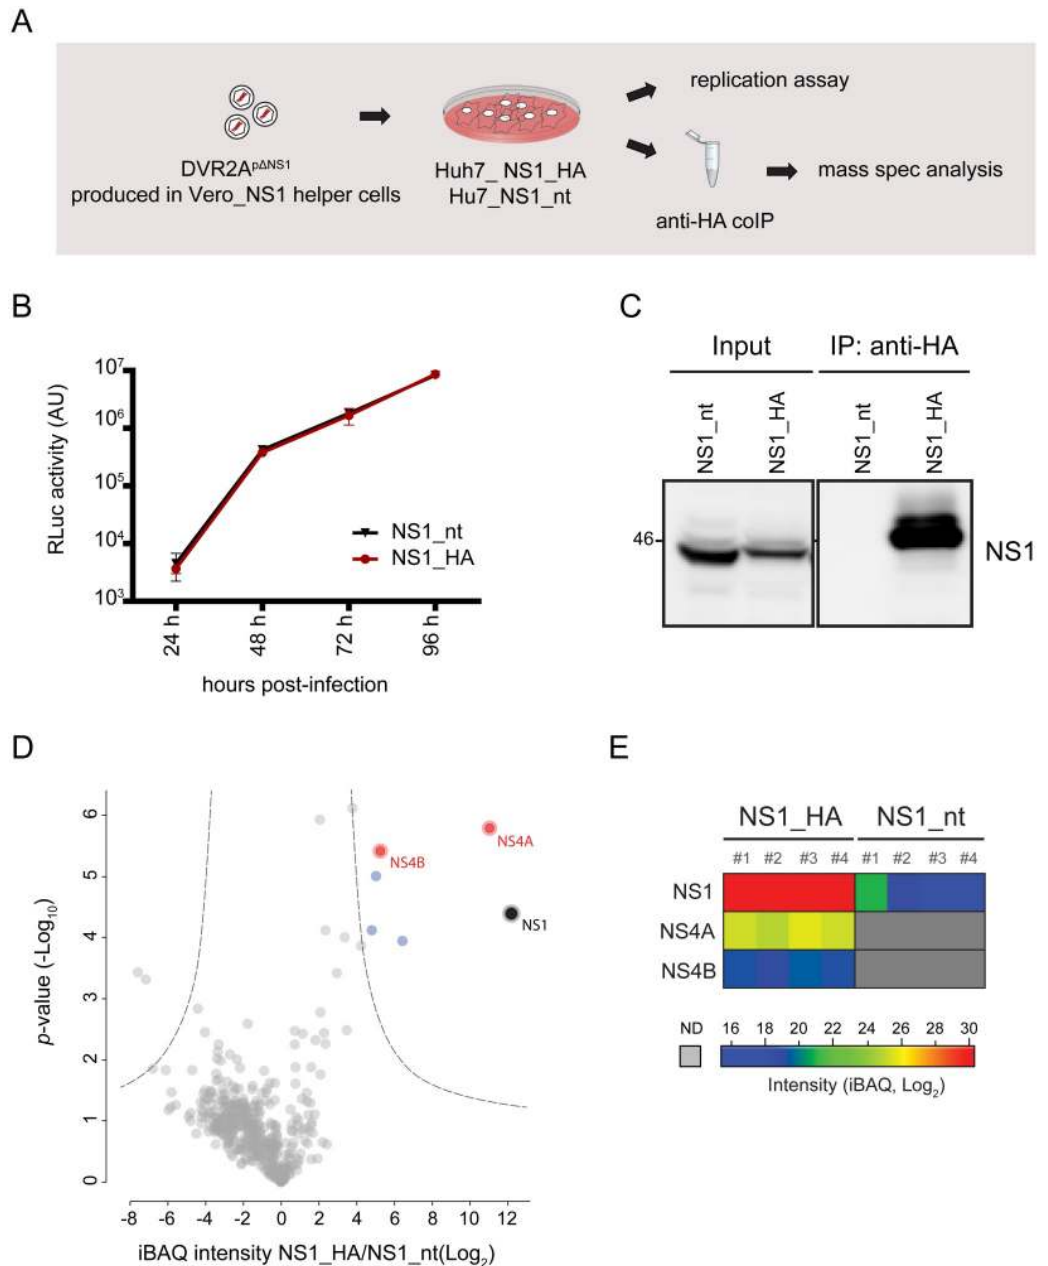 A
DVR2A^pΔNS1
produced in Vero_NS1 helper cells
Huh7_ NS1_HA
Hu7_NS1_nt
replication assay
anti-HA coIP
mass spec analysis
B
RLuc activity (AU)
10^7
10^6
10^5
10^4
10^3
NS1_nt
NS1_HA
24 h
48 h
72 h
96 h
hours post-infection
C
Input
IP: anti-HA
NS1_nt
NS1_HA
NS1_nt
NS1_HA
46
NS1
D
p-value (-Log₁₀)
6
5
4
3
2
1
0
NS4B
NS4A
NS1
-8 -6 -4 -2 0 2 4 6 8 10 12
iBAQ intensity NS1_HA/NS1_nt(Log₂)
E
NS1_HA NS1_nt
#1 #2 #3 #4 #1 #2 #3 #4
NS1
NS4A
NS4B
ND
16 18 20 22 24 26 28 30
Intensity (iBAQ, Log₂)